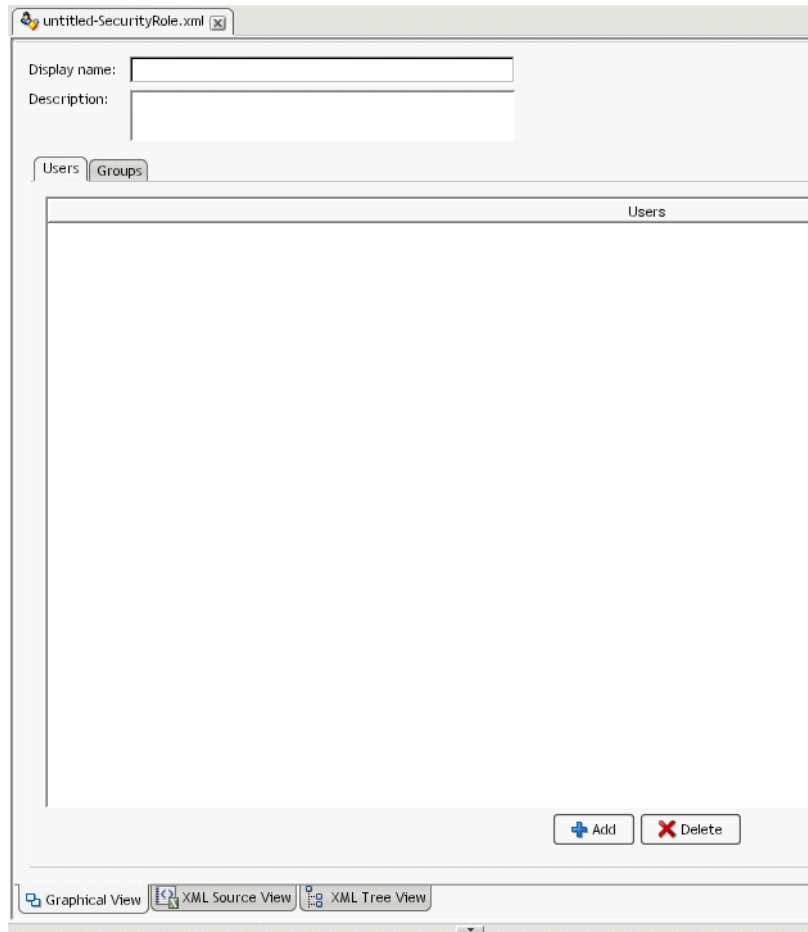 untitled-SecurityRole.xml
Display name:
Description:
Users Groups
Users
Add Delete
Graphical View XML Source View XML Tree View